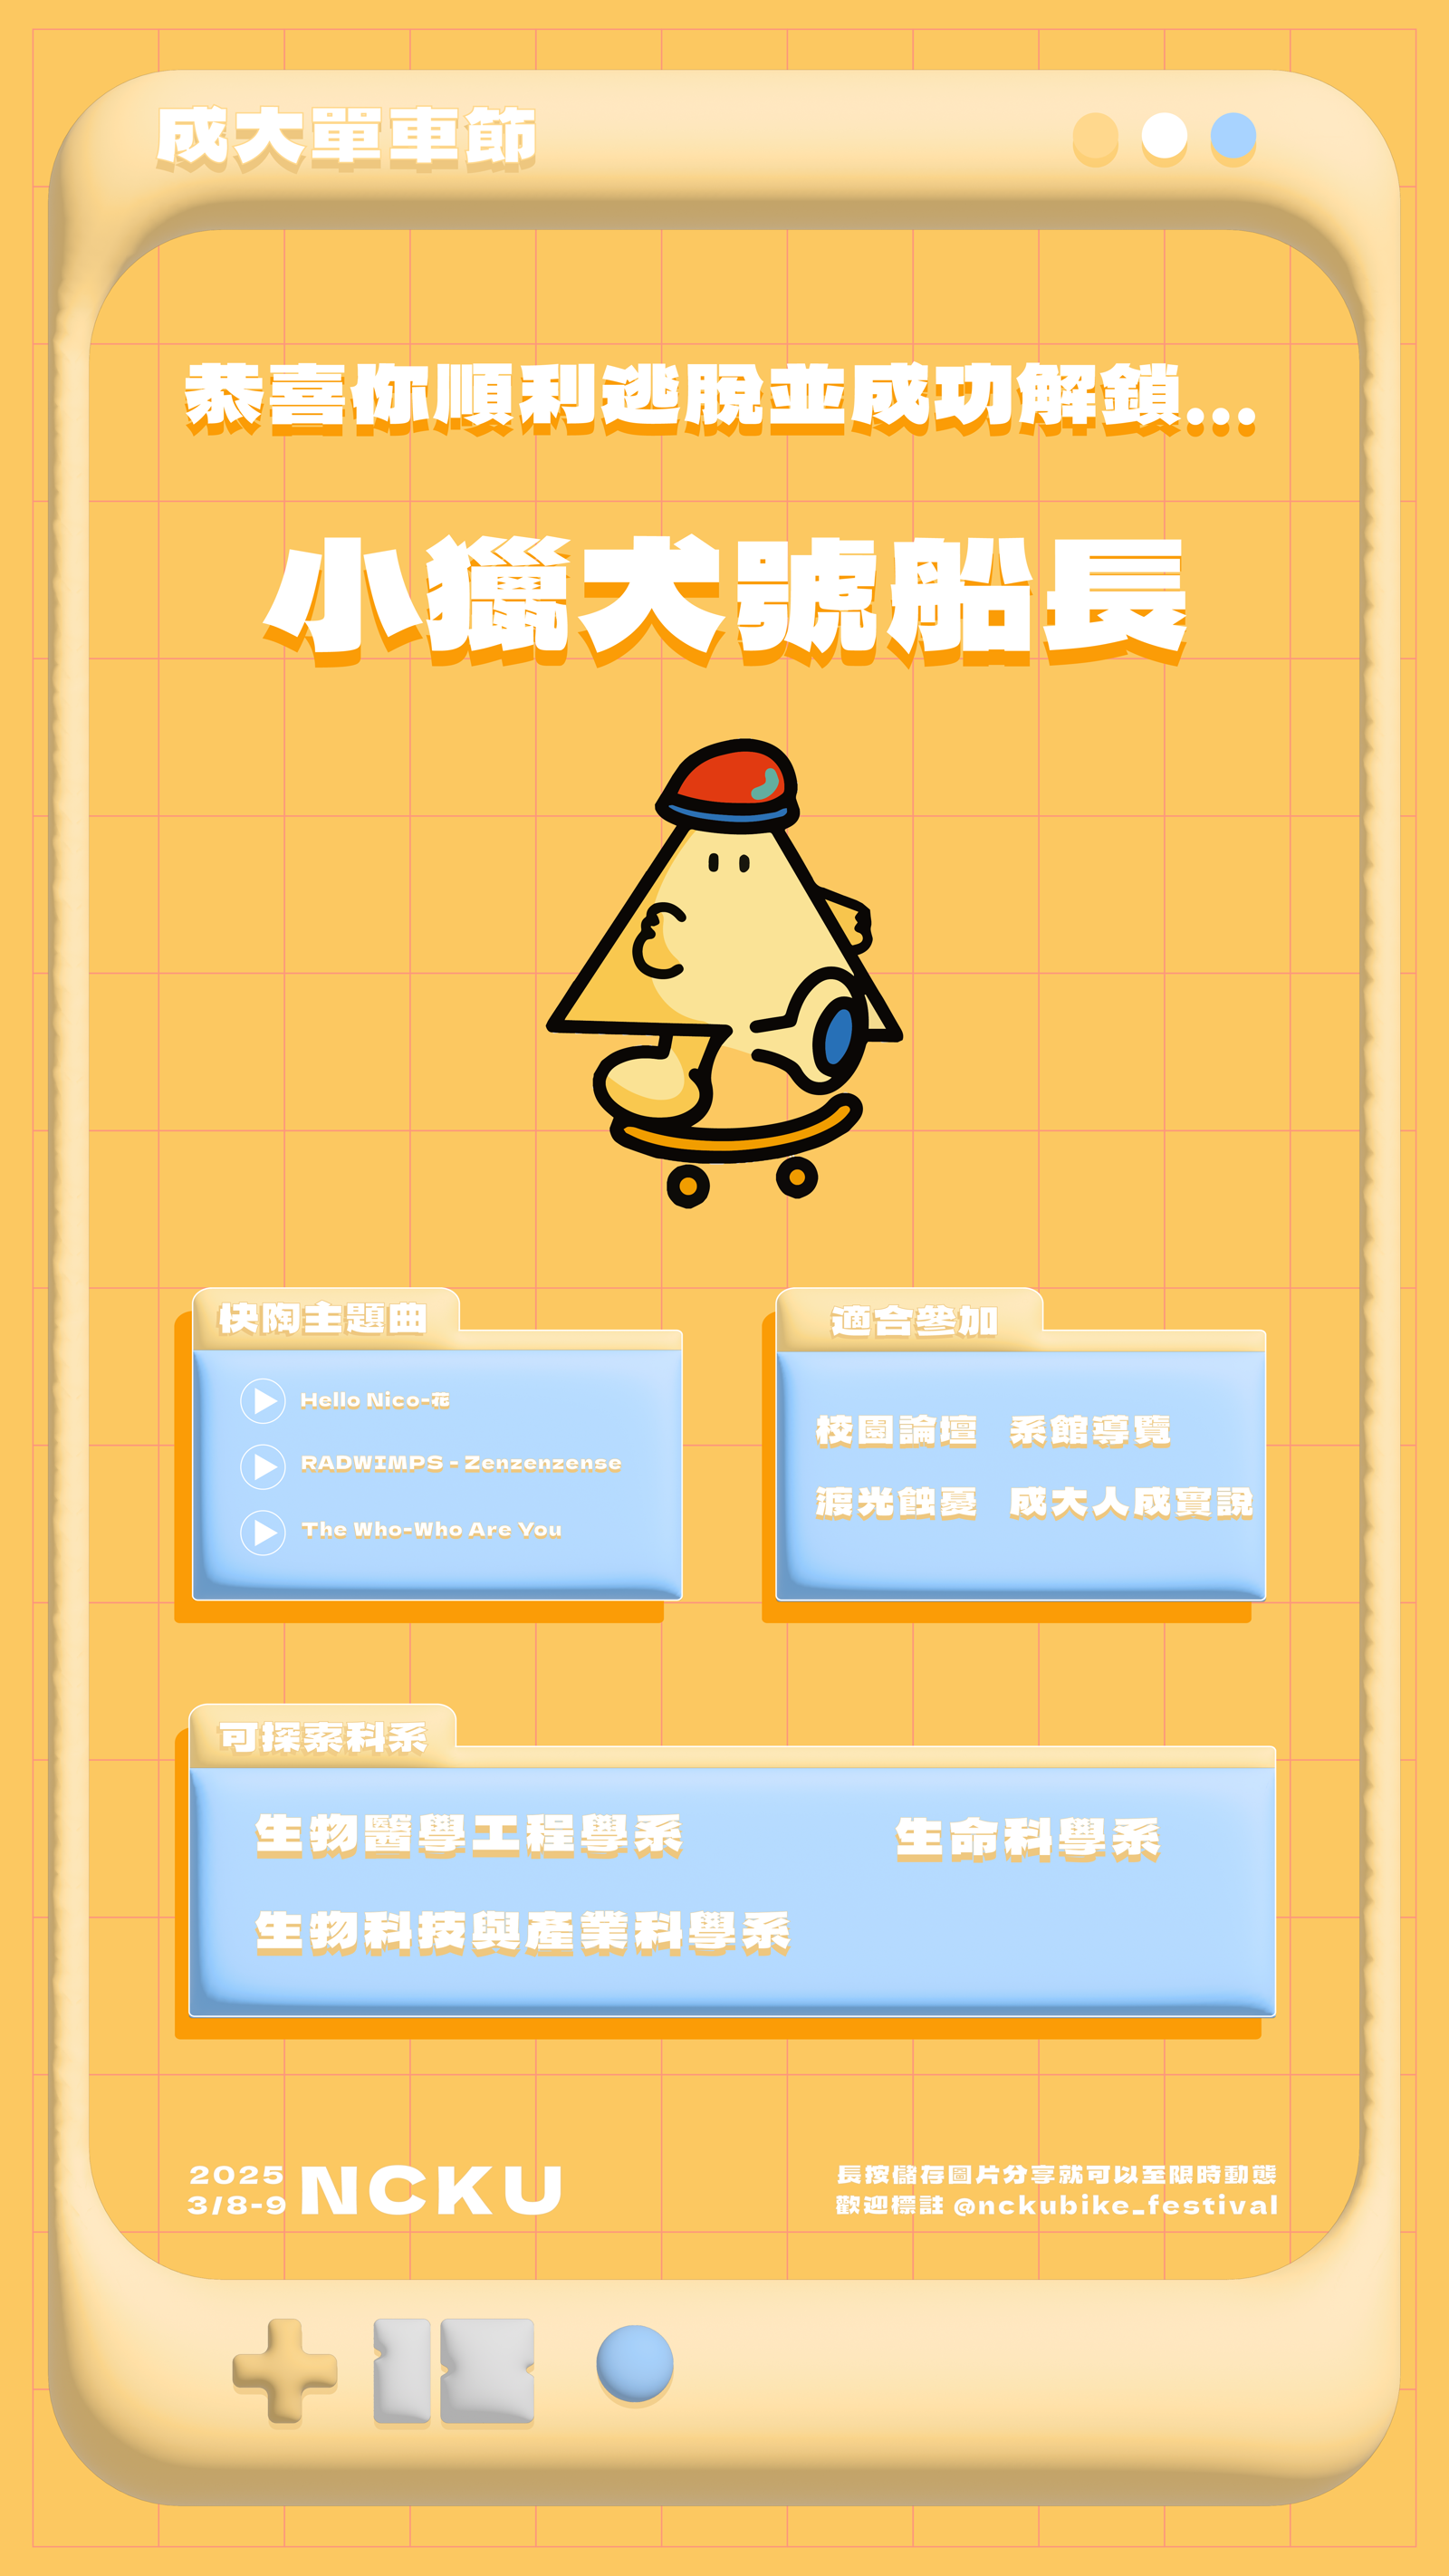 成大單車節
恭喜你順利逃脫並成功解鎖...
小獵犬號船長
快陶主題曲
Hello Nico-花
RADWIMPS - Zenzenzense
The Who-Who Are You
適合參加
校園論壇 系館導覽
渡光蝕憂 成大人成實說
可探索科系
生物醫學工程學系 生命科學系
生物科技與產業科學系
2025
3/8-9 NCKU
長按儲存圖片分享就可以至限時動態
歡迎標註 @nckubike_festival